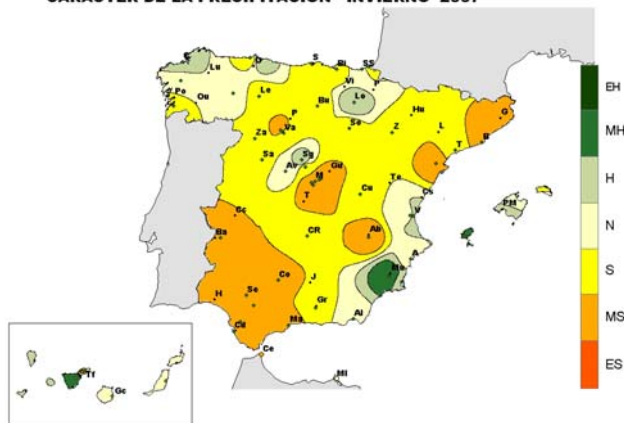 CARÁCTER DE LA PRECIPITACIÓN - INVIERNO 2007
C
Lu
O
S
Bi
SS
Vi
P
Po
Ou
Le
Bu
Lo
Hu
G
P
Va
Za
So
Z
L
B
T
Sa
Sg
Av
M
Gu
Te
T
Cu
Cs
PM
Cc
V
Ba
CR
Ab
A
Mu
Co
J
H
Se
Gr
Al
Ma
Cd
Ce
Ml
Tf
Gc
EH
MH
H
N
S
MS
ES